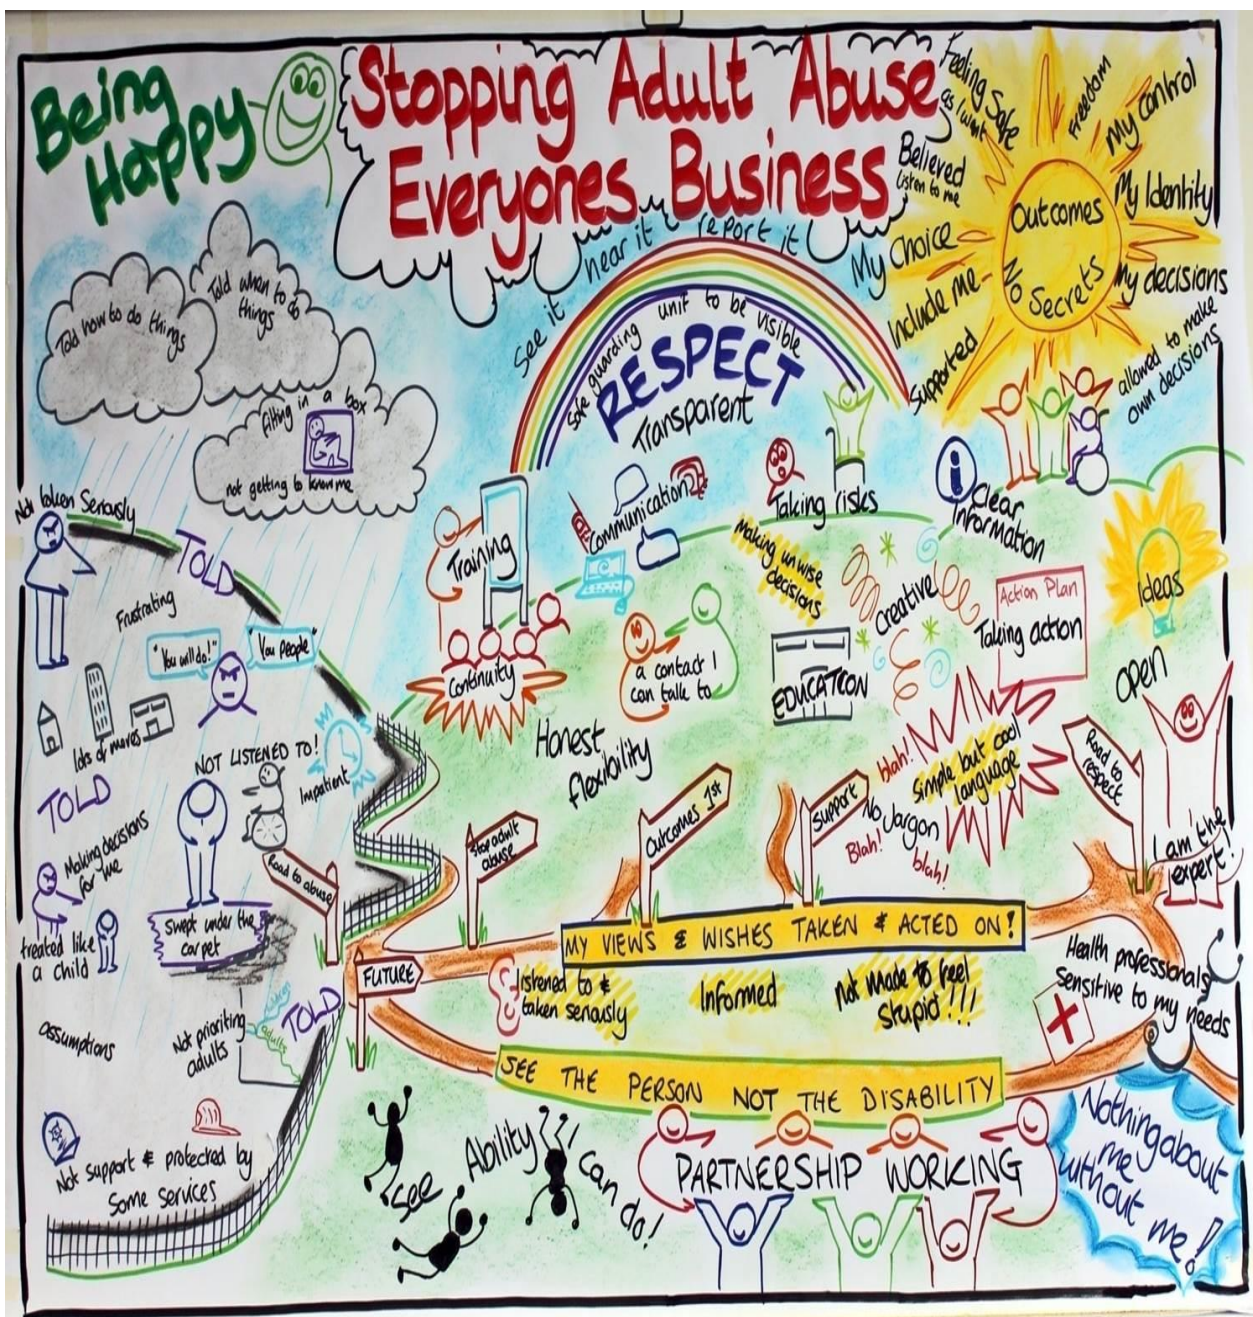 Being
Happy
Stopping Adult Abuse
Everyones Business
Feeling Safe
as I want
Freedom
My Control
Believed
Listen to me
My Identity
Outcomes
No Secrets
My Choice
My decisions
Include me
Supported
allowed to make
own decisions
see it hear it report it
Safe guarding unit to be visible
RESPECT
Transparent
Told how to do things
Told when to do
things
fitting in a box
not getting to know me
Not taken Seriously
TOLD
Frustrating
"You will do!"
"You people"
lots of moves
NOT LISTENED TO!
Impatient
TOLD
Making decisions
for me
Road to abuse
treated like
a child
Swept under the
carpet
assumptions
Not prioriting
adults
children
adults
TOLD
Not support & protected by
Some services
Training
Communication
Taking risks
Clear
Information
Making unwise
decisions
Creative
Action Plan
Taking action
Ideas
Continuity
a contact I
can talk to
EDUCATION
open
Honest
flexibility
Simple but cool
language
blah!
No Jargon
Blah!
blah!
Road to
respect
Stop adult
abuse
Outcomes 1st
Support
I am the
expert!
MY VIEWS & WISHES TAKEN & ACTED ON!
FUTURE
listened to &
taken seriously
Informed
Not made to feel
stupid!!!
Health professionals
sensitive to my needs
SEE THE PERSON NOT THE DISABILITY
See
Ability
can do!
PARTNERSHIP WORKING
Nothing about
me
without me!